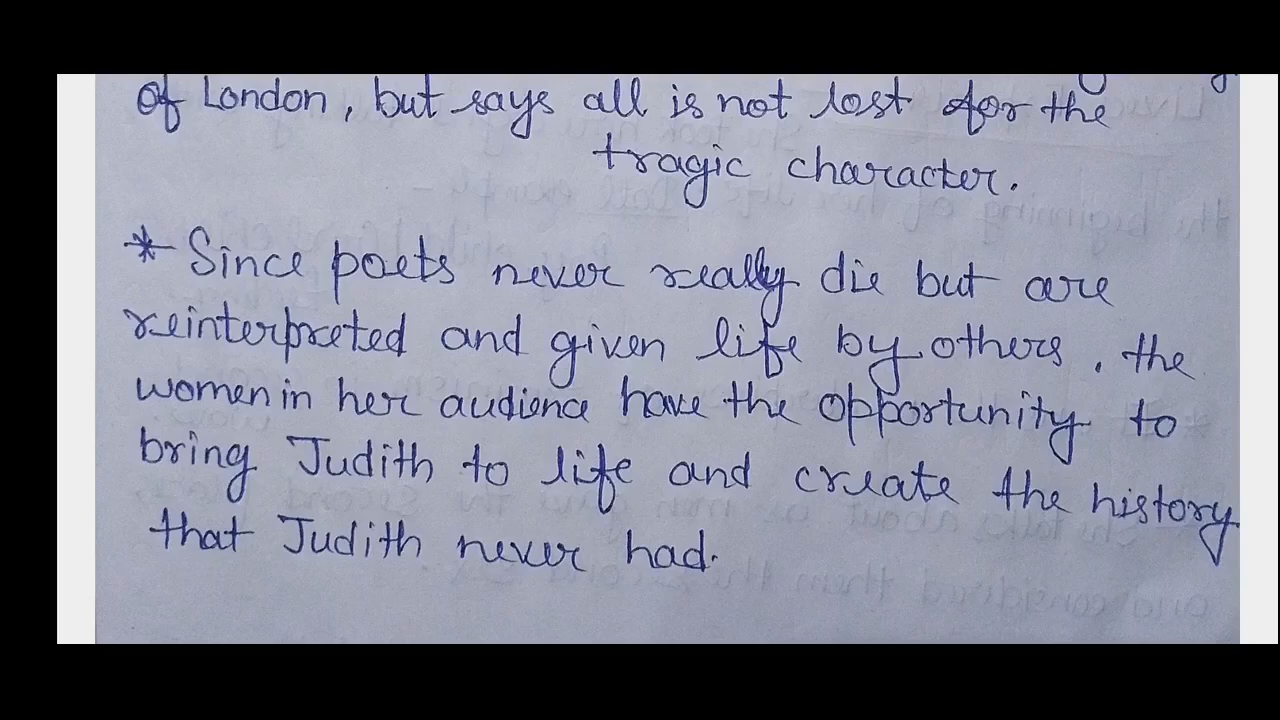 of London, but says all is not lost for the
tragic character.
* Since poets never really die but are
reinterpreted and given life by others, the
women in her audience have the opportunity to
bring Judith to life and create the history
that Judith never had.